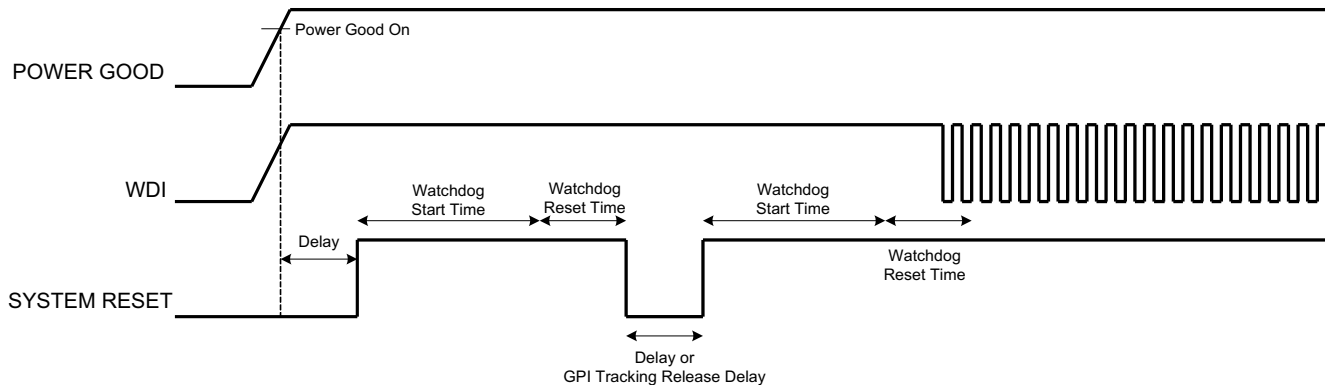 Power Good On
POWER GOOD
WDI
Watchdog
Start Time
Watchdog
Reset Time
Watchdog
Start Time
Delay
Watchdog
Reset Time
SYSTEM RESET
Delay or
GPI Tracking Release Delay